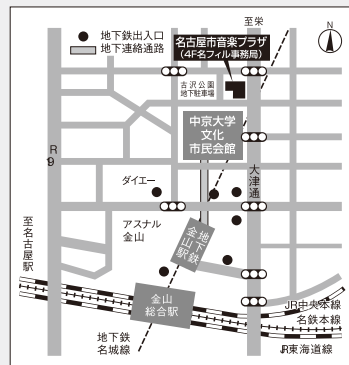 地下鉄出入口
地下連絡通路
至栄
N
名古屋市音楽プラザ
(4F名フィル事務局)
古沢公園
地下駐車場
中京大学
文化
市民会館
R
19
ダイエー
大津通
アスナル
金山
地下鉄
金山駅
至名古屋駅
金山
総合駅
JR中央本線
名鉄本線
JR東海道線
地下鉄
名城線